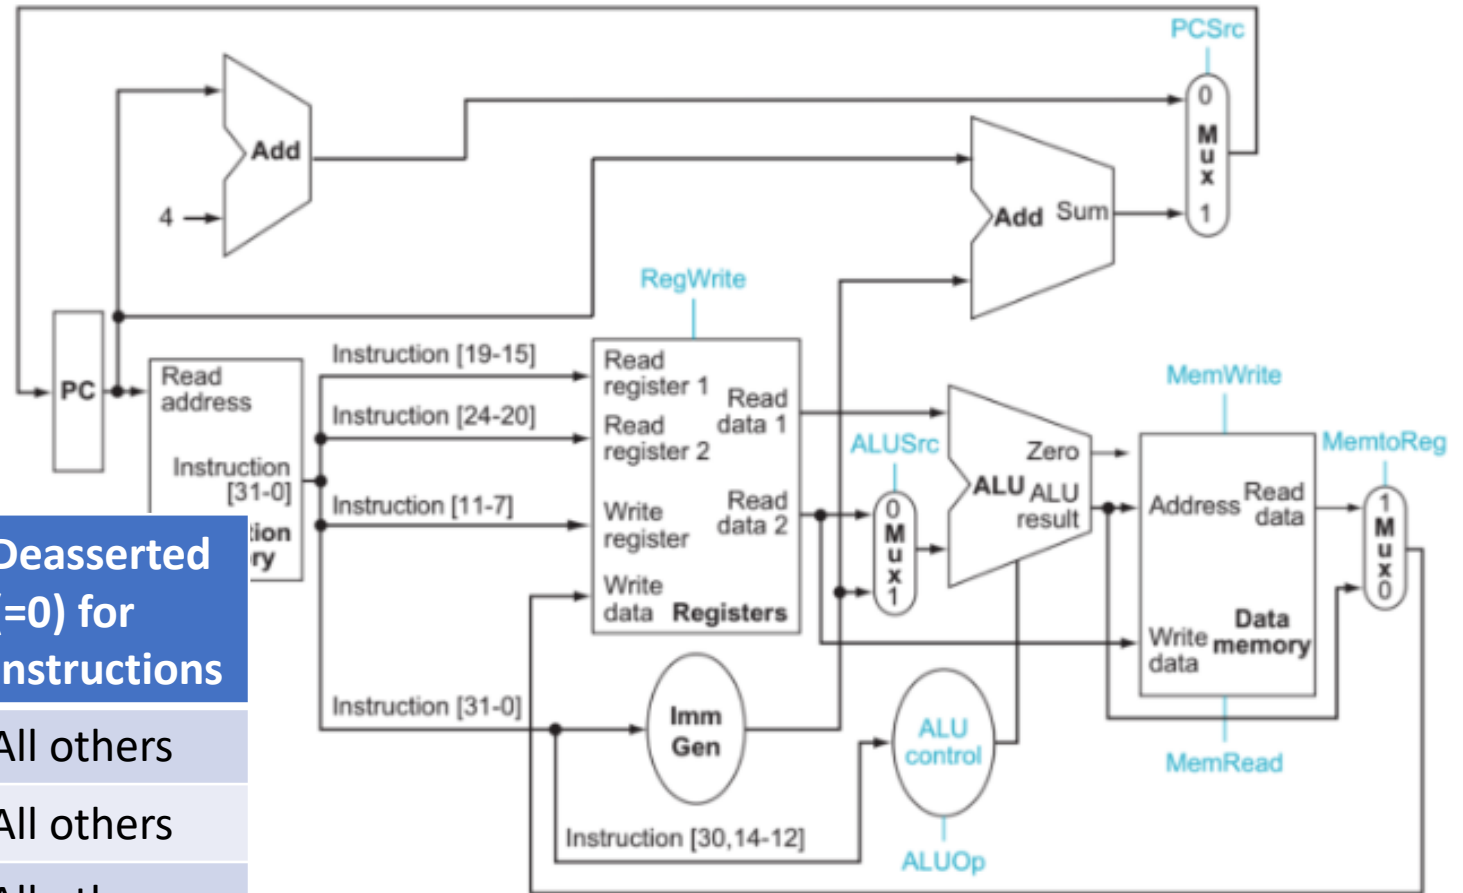 PCSrc
0
M
u
x
1
Add
4
Add Sum
RegWrite
PC
Read
address
Instruction
[31-0]
Instruction [19-15]
Instruction [24-20]
Instruction [11-7]
Instruction [31-0]
Instruction [30,14-12]
Read
register 1
Read
register 2
Write
register
Write
data
Read
data 1
Read
data 2
Registers
Imm
Gen
ALUSrc
0
M
u
x
1
Zero
ALU ALU
result
ALU
control
ALUOp
MemWrite
Address
Read
data
Write
data
Data
memory
MemRead
MemtoReg
1
M
u
x
0
tion
ry
Deasserted
(=0) for
instructions
All others
All others